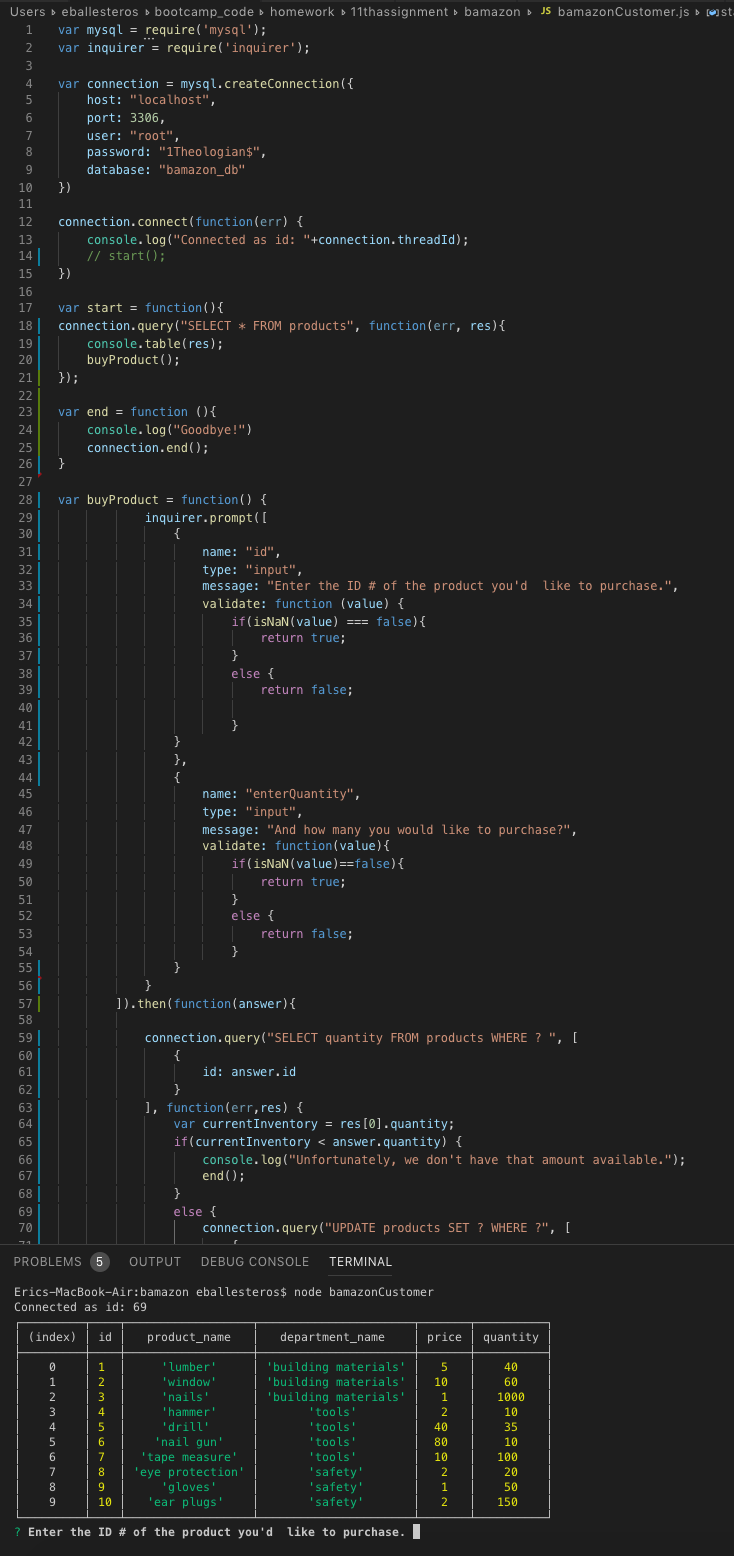 Users › eballesteros › bootcamp_code › homework › 11thassignment › bamazon › JS bamazonCustomer.js ›
1 var mysql = require('mysql');
2 var inquirer = require('inquirer');
3
4 var connection = mysql.createConnection({
5 host: "localhost",
6 port: 3306,
7 user: "root",
8 password: "1Theologian$",
9 database: "bamazon_db"
10 })
11
12 connection.connect(function(err) {
13 console.log("Connected as id: "+connection.threadId);
14 // start();
15 })
16
17 var start = function(){
18 connection.query("SELECT * FROM products", function(err, res){
19 console.table(res);
20 buyProduct();
21 });
22
23 var end = function (){
24 console.log("Goodbye!")
25 connection.end();
26 }
27
28 var buyProduct = function() {
29 inquirer.prompt([
30 {
31 name: "id",
32 type: "input",
33 message: "Enter the ID # of the product you'd  like to purchase.",
34 validate: function (value) {
35 if(isNaN(value) === false){
36 return true;
37 }
38 else {
39 return false;
40
41 }
42 }
43 },
44 {
45 name: "enterQuantity",
46 type: "input",
47 message: "And how many you would like to purchase?",
48 validate: function(value){
49 if(isNaN(value)==false){
50 return true;
51 }
52 else {
53 return false;
54 }
55 }
56 }
57 ]).then(function(answer){
58
59 connection.query("SELECT quantity FROM products WHERE ? ", [
60 {
61 id: answer.id
62 }
63 ], function(err,res) {
64 var currentInventory = res[0].quantity;
65 if(currentInventory < answer.quantity) {
66 console.log("Unfortunately, we don't have that amount available.");
67 end();
68 }
69 else {
70 connection.query("UPDATE products SET ? WHERE ?", [
71 {
PROBLEMS 5 OUTPUT DEBUG CONSOLE TERMINAL
Erics-MacBook-Air:bamazon eballesteros$ node bamazonCustomer
Connected as id: 69
(index) id product_name department_name price quantity
0 1 'lumber' 'building materials' 5 40
1 2 'window' 'building materials' 10 60
2 3 'nails' 'building materials' 1 1000
3 4 'hammer' 'tools' 2 10
4 5 'drill' 'tools' 40 35
5 6 'nail gun' 'tools' 80 10
6 7 'tape measure' 'tools' 10 100
7 8 'eye protection' 'safety' 2 20
8 9 'gloves' 'safety' 1 50
9 10 'ear plugs' 'safety' 2 150
? Enter the ID # of the product you'd  like to purchase.